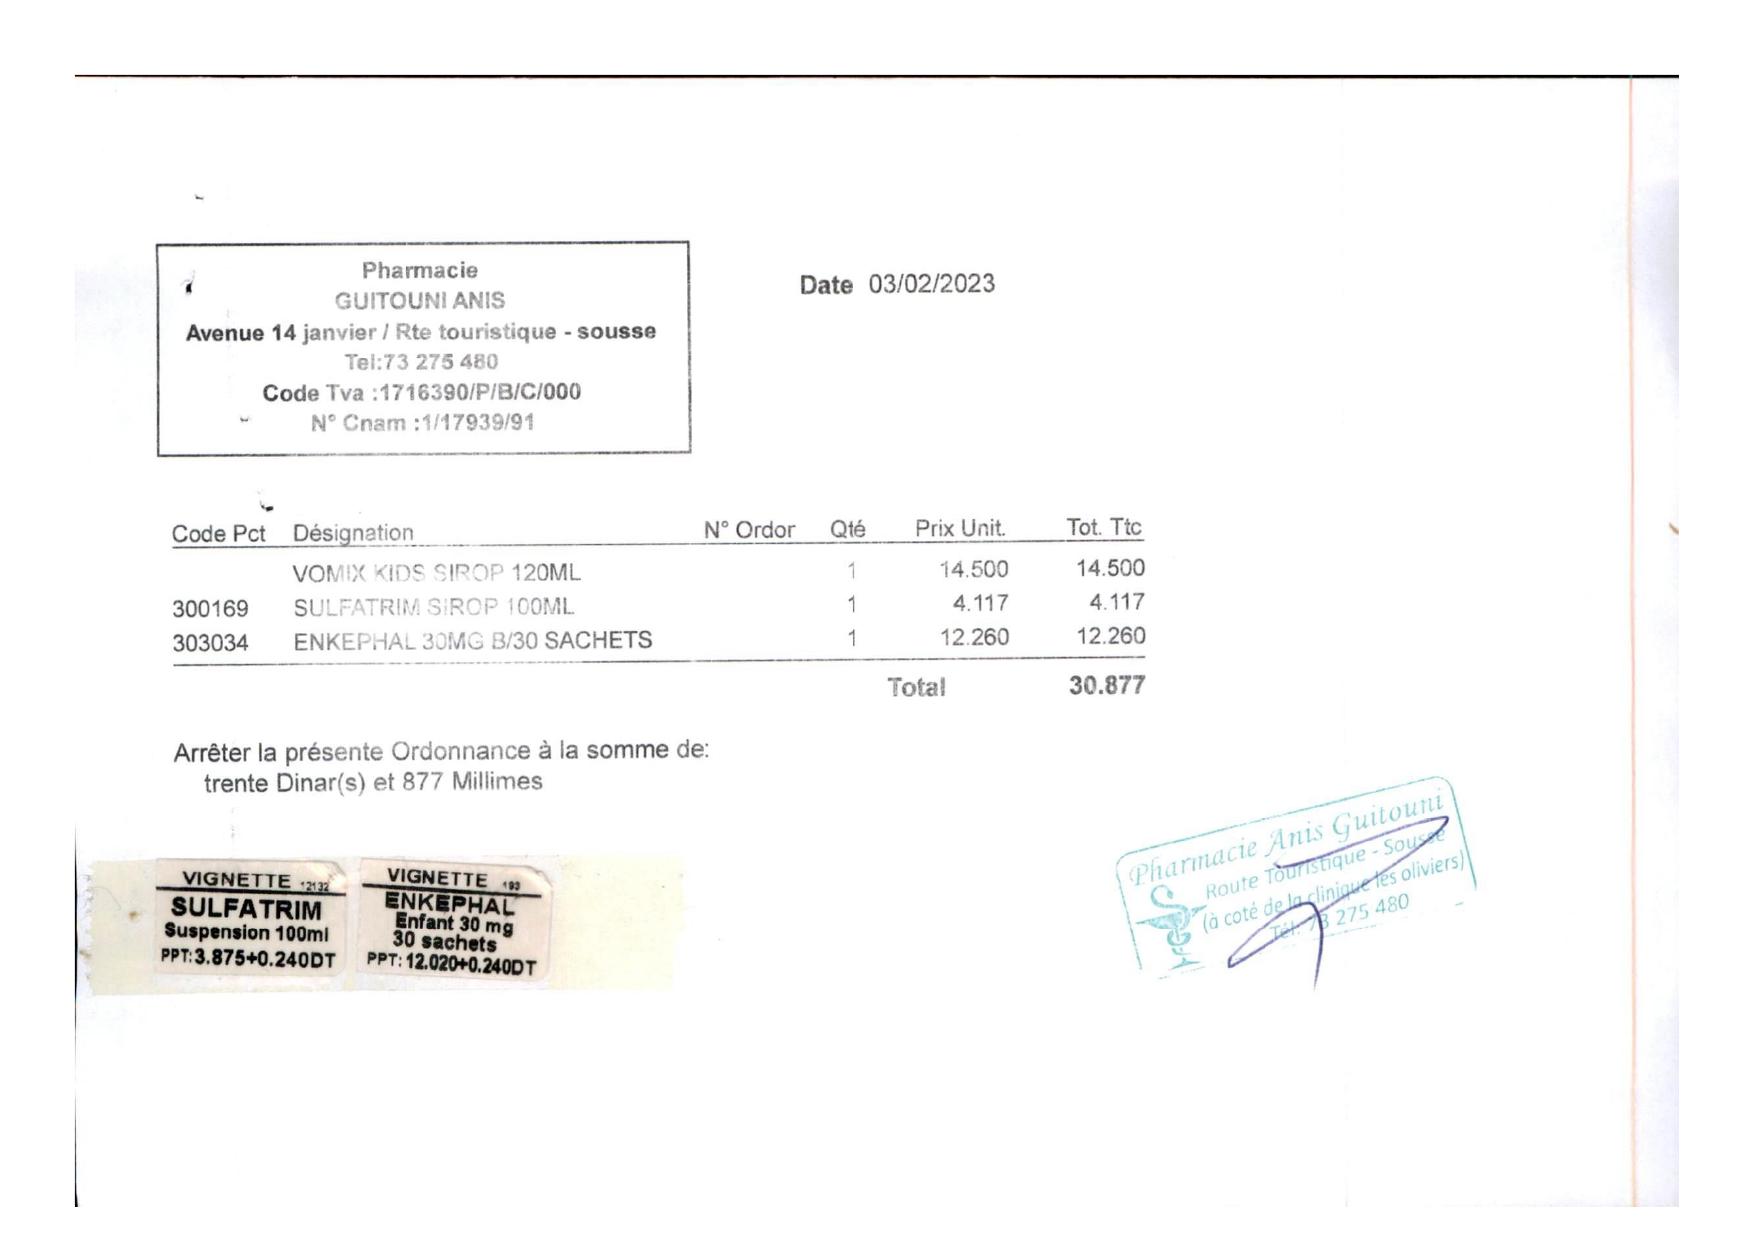 Pharmacie
GUITOUNI ANIS
Avenue 14 janvier / Rte touristique - sousse
Tel:73 275 480
Code Tva :1716390/P/B/C/000
N° Cnam :1/17939/91
Date 03/02/2023
Code Pct Désignation N° Ordor Qté Prix Unit. Tot. Ttc
VOMIX KIDS SIROP 120ML 1 14.500 14.500
300169 SULFATRIM SIROP 100ML 1 4.117 4.117
303034 ENKEPHAL 30MG B/30 SACHETS 1 12.260 12.260
Total 30.877
Arrêter la présente Ordonnance à la somme de:
trente Dinar(s) et 877 Millimes
VIGNETTE 12132
SULFATRIM
Suspension 100ml
PPT:3.875+0.240DT
VIGNETTE 193
ENKEPHAL
Enfant 30 mg
30 sachets
PPT: 12.020+0.240DT
Pharmacie Anis Guitouni
Route Touristique - Sousse
(à coté de la clinique les oliviers)
Tél: 73 275 480